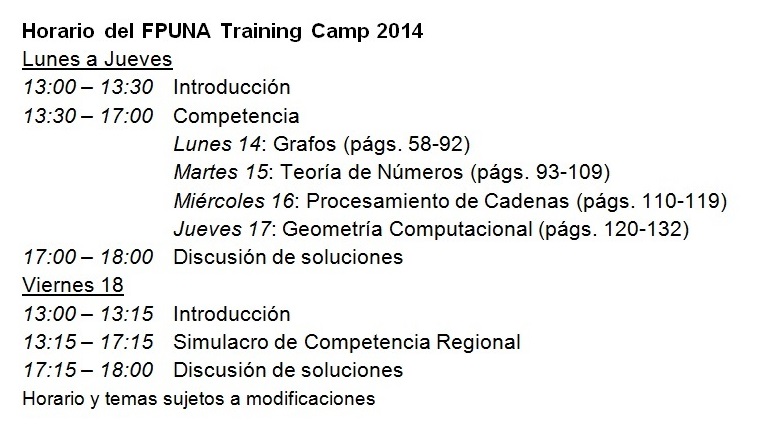 Horario del FPUNA Training Camp 2014
Lunes a Jueves
13:00 – 13:30 Introducción
13:30 – 17:00 Competencia
Lunes 14: Grafos (págs. 58-92)
Martes 15: Teoría de Números (págs. 93-109)
Miércoles 16: Procesamiento de Cadenas (págs. 110-119)
Jueves 17: Geometría Computacional (págs. 120-132)
17:00 – 18:00 Discusión de soluciones
Viernes 18
13:00 – 13:15 Introducción
13:15 – 17:15 Simulacro de Competencia Regional
17:15 – 18:00 Discusión de soluciones
Horario y temas sujetos a modificaciones